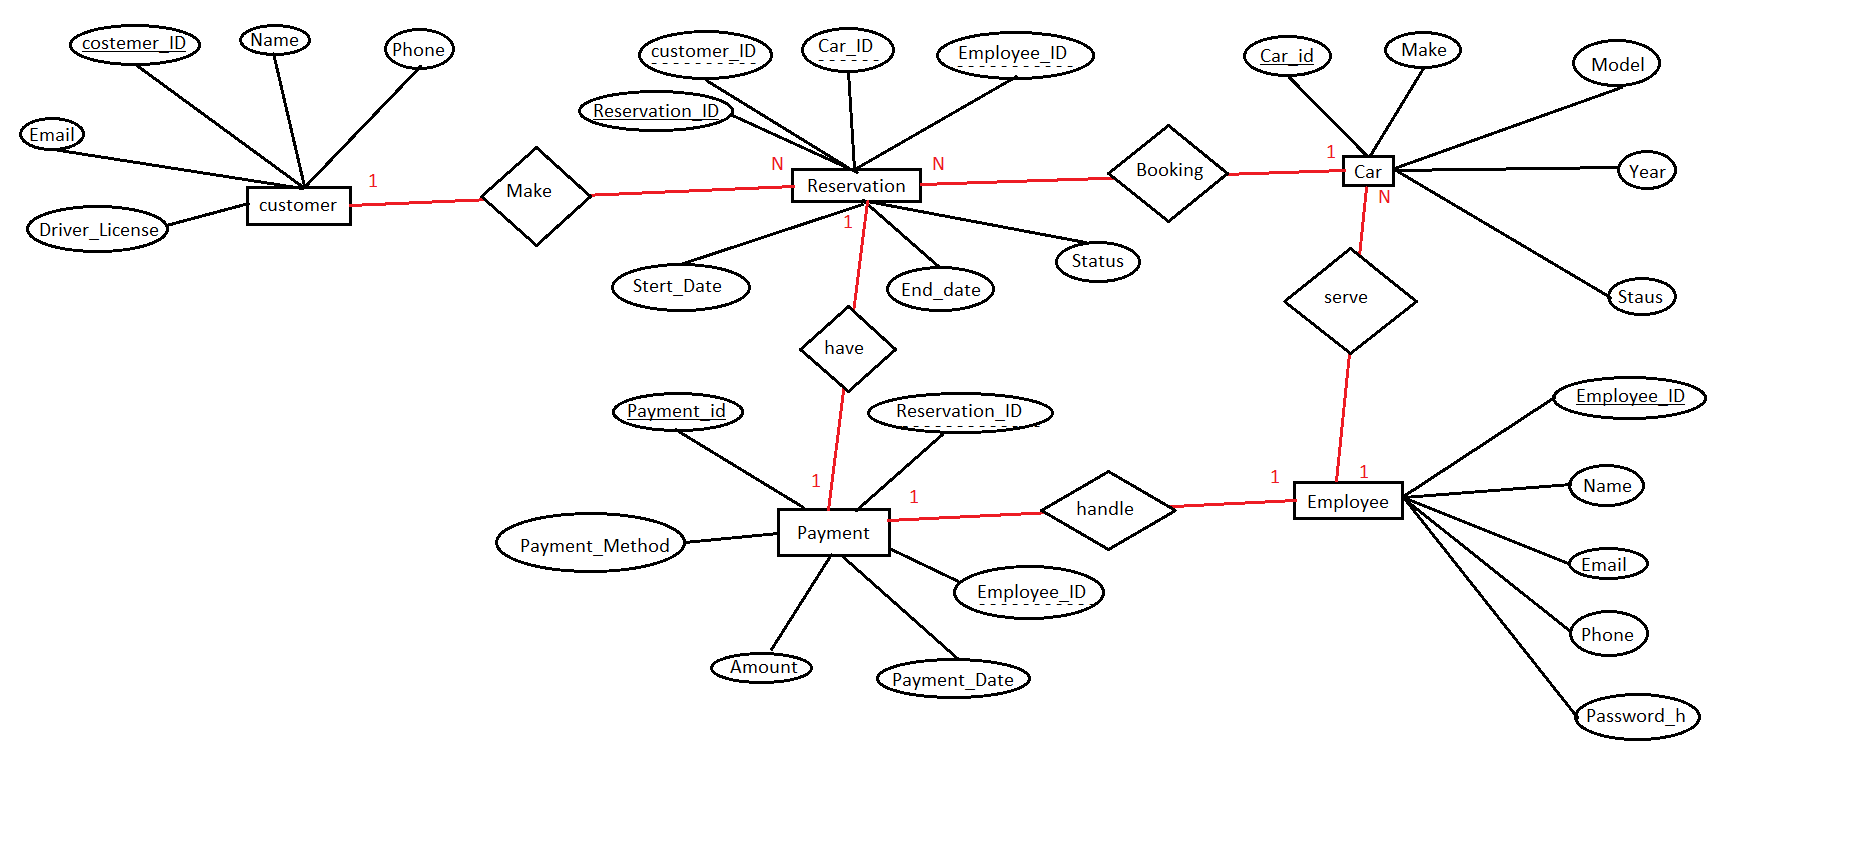 costemer_ID
Name
Phone
Email
Driver_License
customer
1
Make
N
customer_ID
Car_ID
Employee_ID
Reservation_ID
Reservation
N
1
Stert_Date
End_date
Status
Booking
1
Car_id
Make
Model
Year
Staus
Car
N
serve
have
Payment_id
Reservation_ID
1
1
Payment
Payment_Method
Amount
Payment_Date
Employee_ID
handle
1
1
Employee
Employee_ID
Name
Email
Phone
Password_h